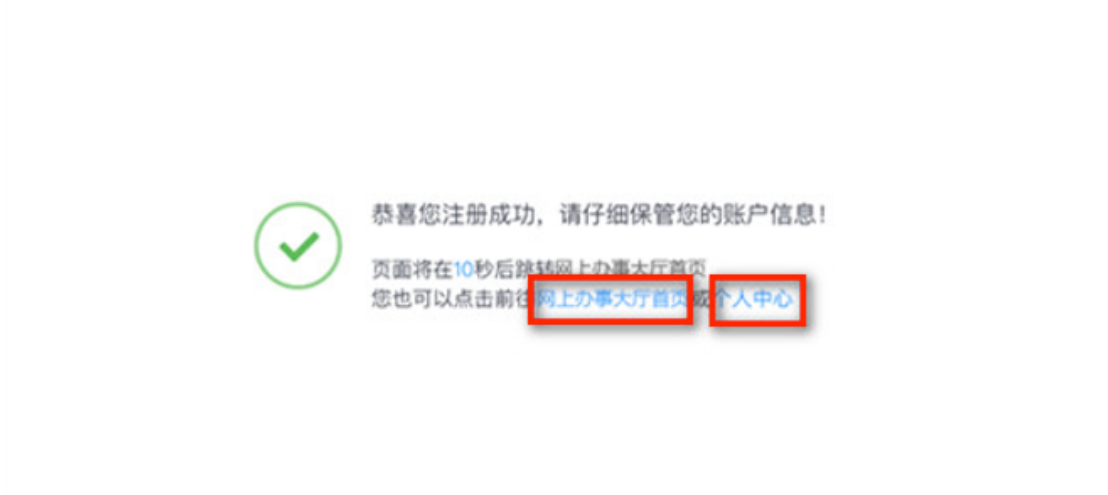 恭喜您注册成功，请仔细保管您的账户信息！
页面将在10秒后跳转网上办事大厅首页
您也可以点击前往网上办事大厅首页或个人中心